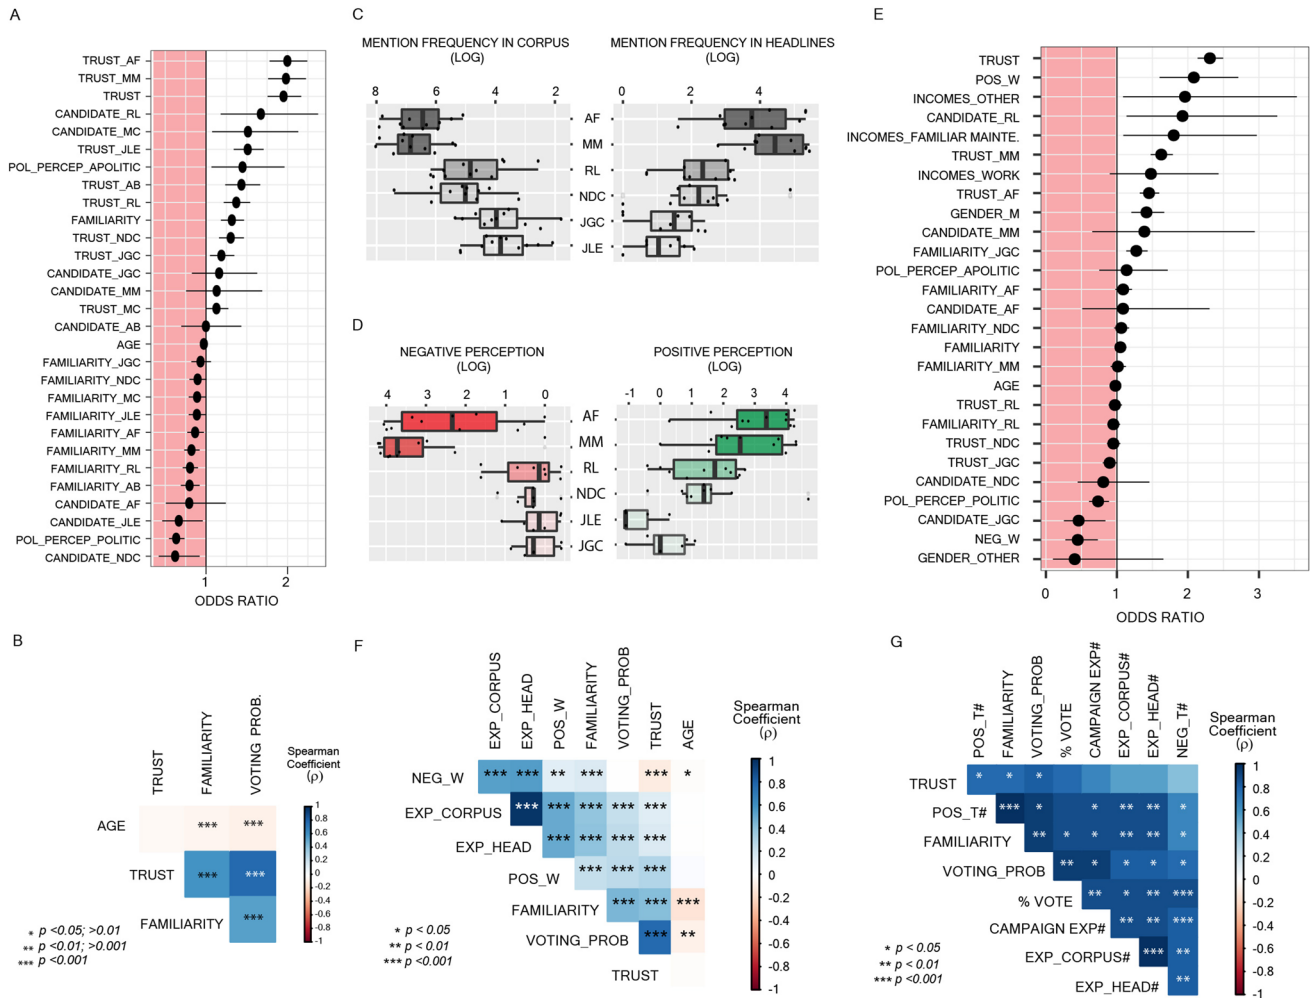 A
TRUST_AF
TRUST_MM
TRUST
CANDIDATE_RL
CANDIDATE_MC
TRUST_JLE
POL_PERCEP_APOLITIC
TRUST_AB
TRUST_RL
FAMILIARITY
TRUST_NDC
TRUST_JGC
CANDIDATE_JGC
CANDIDATE_MM
TRUST_MC
CANDIDATE_AB
AGE
FAMILIARITY_JGC
FAMILIARITY_NDC
FAMILIARITY_MC
FAMILIARITY_JLE
FAMILIARITY_AF
FAMILIARITY_MM
FAMILIARITY_RL
FAMILIARITY_AB
CANDIDATE_AF
CANDIDATE_JLE
POL_PERCEP_POLITIC
CANDIDATE_NDC
1 2
ODDS RATIO
C
MENTION FREQUENCY IN CORPUS
(LOG)
8 6 4 2
MENTION FREQUENCY IN HEADLINES
(LOG)
0 2 4
AF
MM
RL
NDC
JGC
JLE
D
NEGATIVE PERCEPTION
(LOG)
4 3 2 1 0
POSITIVE PERCEPTION
(LOG)
-1 0 1 2 3 4
AF
MM
RL
NDC
JLE
JGC
E
TRUST
POS_W
INCOMES_OTHER
CANDIDATE_RL
INCOMES_FAMILIAR MAINTE.
TRUST_MM
INCOMES_WORK
TRUST_AF
GENDER_M
CANDIDATE_MM
FAMILIARITY_JGC
POL_PERCEP_APOLITIC
FAMILIARITY_AF
CANDIDATE_AF
FAMILIARITY_NDC
FAMILIARITY
FAMILIARITY_MM
AGE
TRUST_RL
FAMILIARITY_RL
TRUST_NDC
TRUST_JGC
CANDIDATE_NDC
POL_PERCEP_POLITIC
CANDIDATE_JGC
NEG_W
GENDER_OTHER
0 1 2 3
ODDS RATIO
B
TRUST
FAMILIARITY
VOTING PROB.
AGE *** ***
TRUST *** ***
FAMILIARITY ***
Spearman
Coefficient
(ρ)
1
0.8
0.6
0.4
0.2
0
-0.2
-0.4
-0.6
-0.8
-1
* p <0.05; >0.01
** p <0.01; >0.001
*** p <0.001
F
EXP_CORPUS
EXP_HEAD
POS_W
FAMILIARITY
VOTING_PROB
TRUST
AGE
NEG_W *** *** ** *** *** *
EXP_CORPUS *** *** *** *** ***
EXP_HEAD *** *** *** ***
POS_W *** *** ***
FAMILIARITY *** *** ***
VOTING_PROB *** **
TRUST
Spearman
Coefficient
(ρ)
1
0.8
0.6
0.4
0.2
0
-0.2
-0.4
-0.6
-0.8
-1
* p < 0.05
** p < 0.01
*** p <0.001
G
POS_T#
FAMILIARITY
VOTING_PROB
% VOTE
CAMPAIGN EXP#
EXP_CORPUS#
EXP_HEAD#
NEG_T#
TRUST * * *
POS_T# *** * * ** ** *
FAMILIARITY ** * * ** ** *
VOTING_PROB ** * * * *
% VOTE ** * ** ***
CAMPAIGN EXP# ** ** ***
EXP_CORPUS# *** **
EXP_HEAD# **
Spearman
Coefficient
(ρ)
1
0.8
0.6
0.4
0.2
0
-0.2
-0.4
-0.6
-0.8
-1
* p < 0.05
** p < 0.01
*** p <0.001